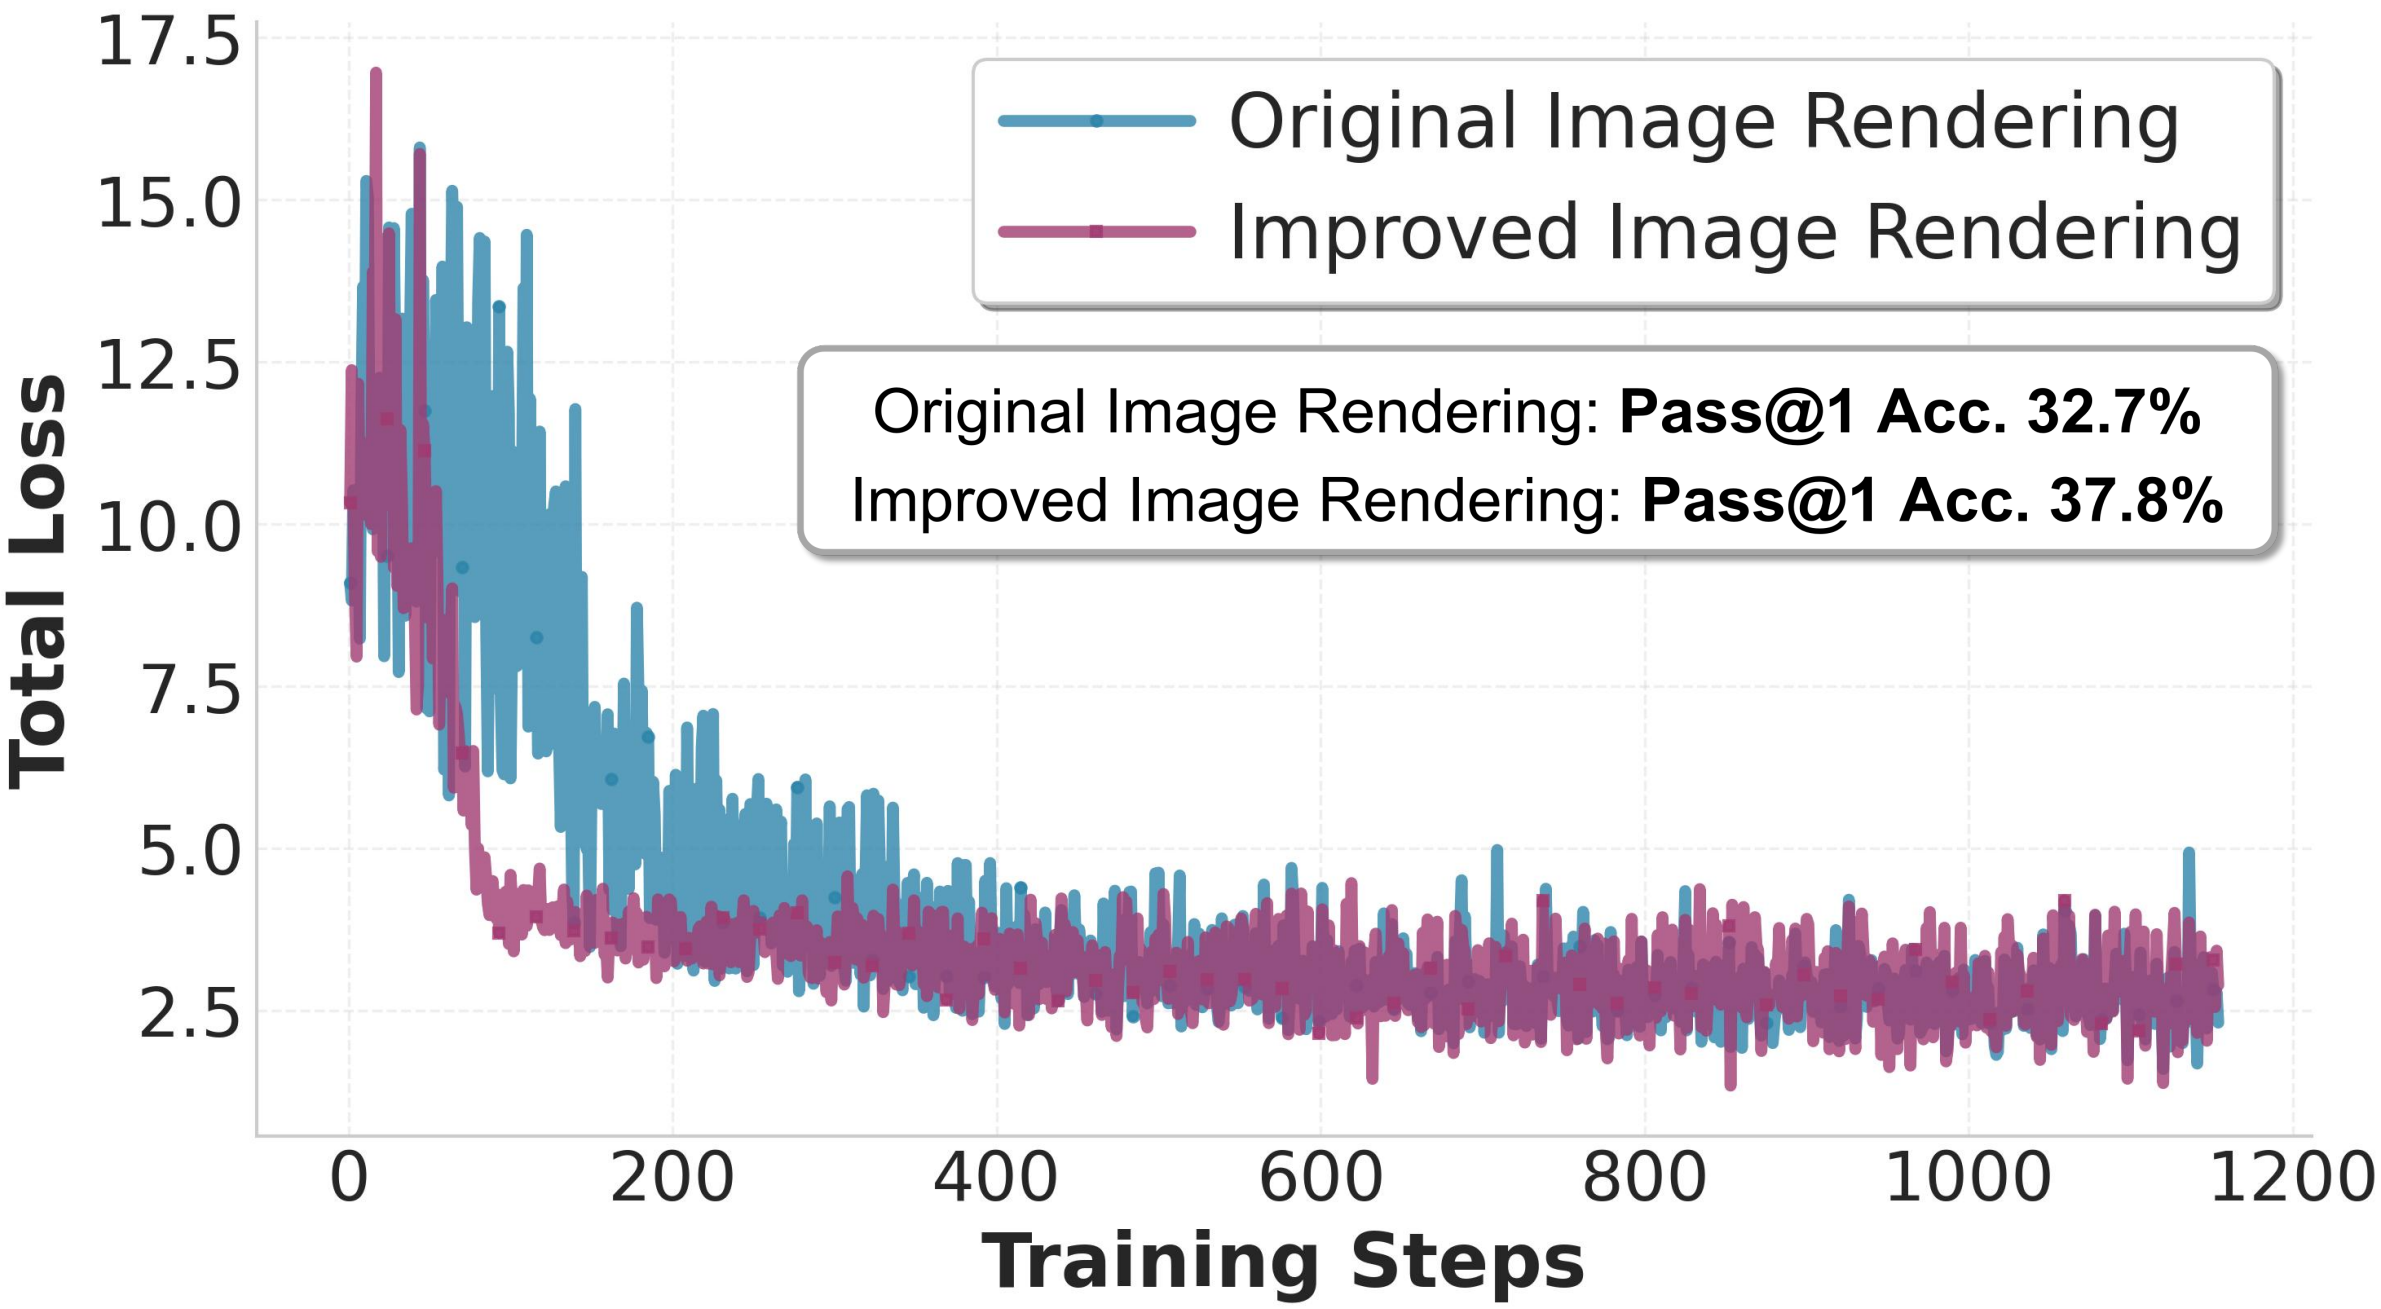 17.5
15.0
12.5
10.0
7.5
5.0
2.5
Total Loss
Original Image Rendering
Improved Image Rendering
Original Image Rendering: Pass@1 Acc. 32.7%
Improved Image Rendering: Pass@1 Acc. 37.8%
0 200 400 600 800 1000 1200
Training Steps